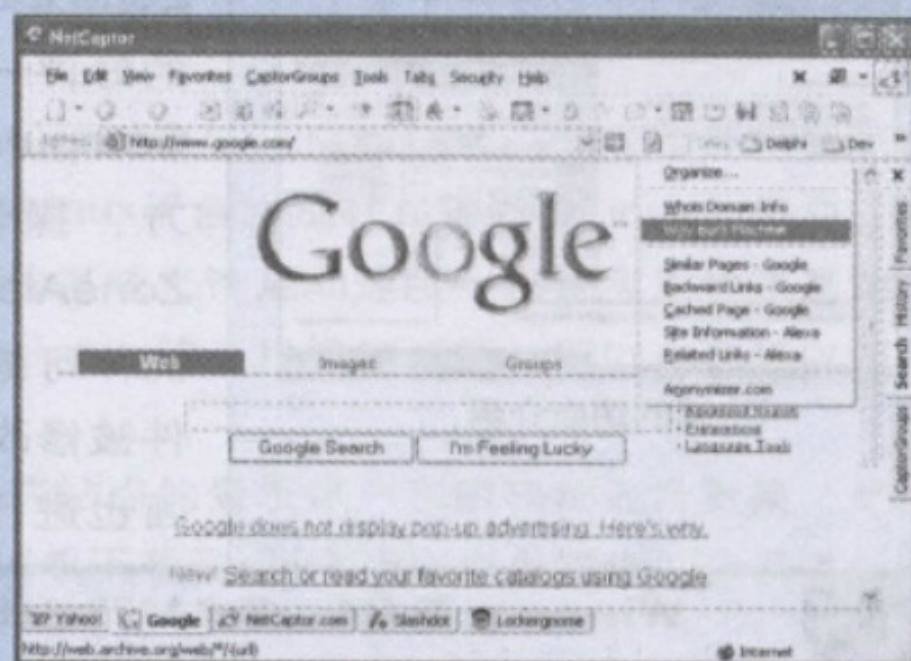 NetCaptor
File Edit View Favorites CaptorGroups Tools Tabs Security Help
http://www.google.com/
Links Delphi Dev
Organize...
Whois Domain Info
Way Back Machine
Similar Pages - Google
Backward Links - Google
Cached Page - Google
Site Information - Alexa
Related Links - Alexa
Anonymizer.com
Favorites
History
Search
CaptorGroups
Google
Web Images Groups
Advanced Search
Preferences
Language Tools
Google Search I'm Feeling Lucky
Google does not display pop-up advertising. Here's why.
New! Search or read your favorite catalogs using Google
Yahoo! Google NetCaptor.com Slashdot Lockergnome
http://web.archive.org/web/*/{url} Internet